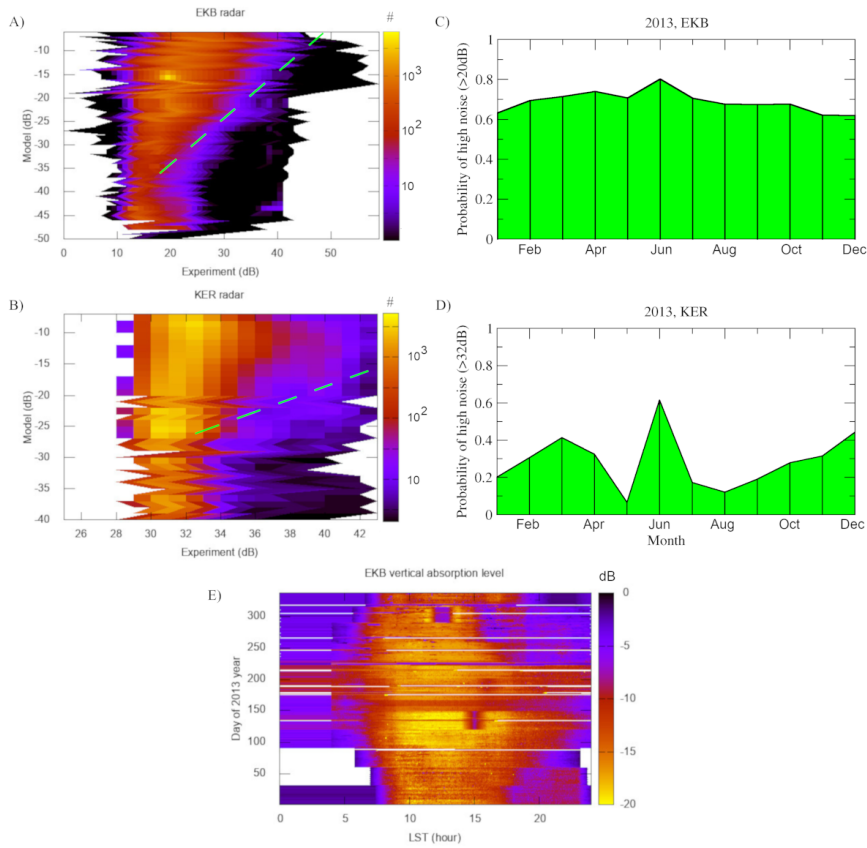 A)
EKB radar
#
-10
-15
-20
-25
-30
-35
-40
-45
-50
Model (dB)
0 10 20 30 40 50
Experiment (dB)
10³
10²
10
C)
2013, EKB
1
0.8
0.6
0.4
0.2
0
Probability of high noise (>20dB)
Feb Apr Jun Aug Oct Dec
B)
KER radar
#
-10
-15
-20
-25
-30
-35
-40
Model (dB)
26 28 30 32 34 36 38 40 42
Experiment (dB)
10³
10²
10
D)
2013, KER
1
0.8
0.6
0.4
0.2
0
Probability of high noise (>32dB)
Feb Apr Jun Aug Oct Dec
Month
E)
EKB vertical absorption level
dB
300
250
200
150
100
50
Day of 2013 year
0 5 10 15 20
LST (hour)
0
-5
-10
-15
-20